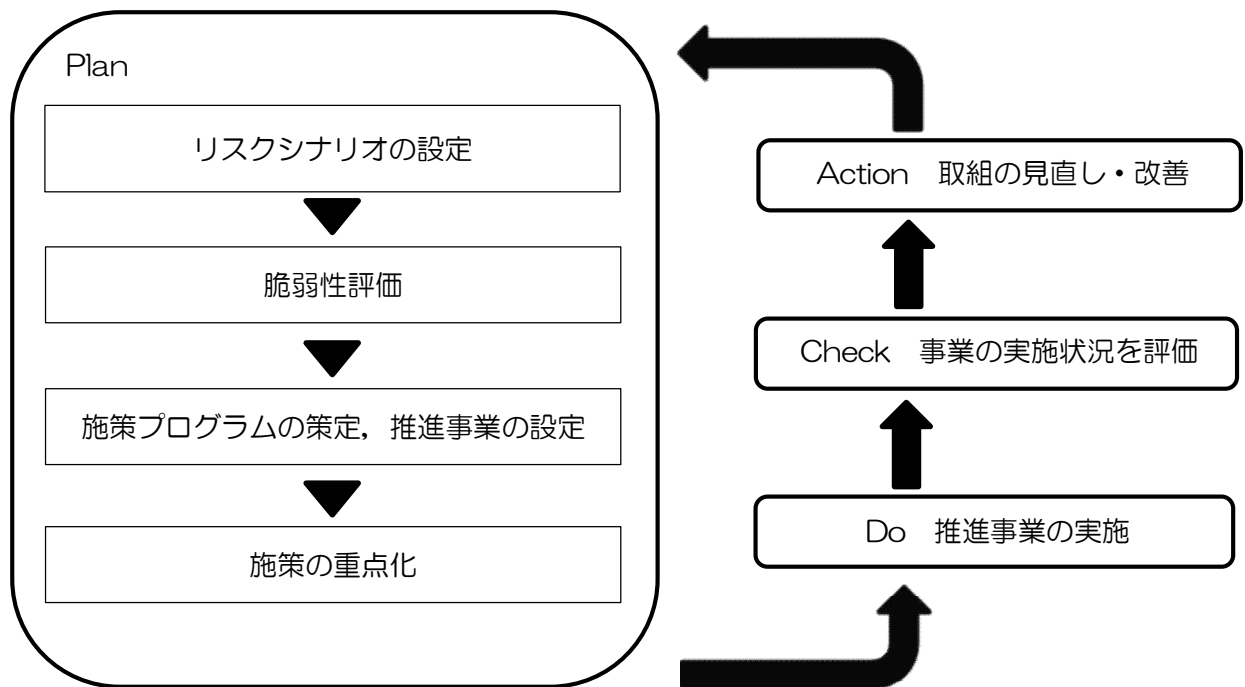 Plan
リスクシナリオの設定
脆弱性評価
施策プログラムの策定，推進事業の設定
施策の重点化
Action　取組の見直し・改善
Check　事業の実施状況を評価
Do　推進事業の実施